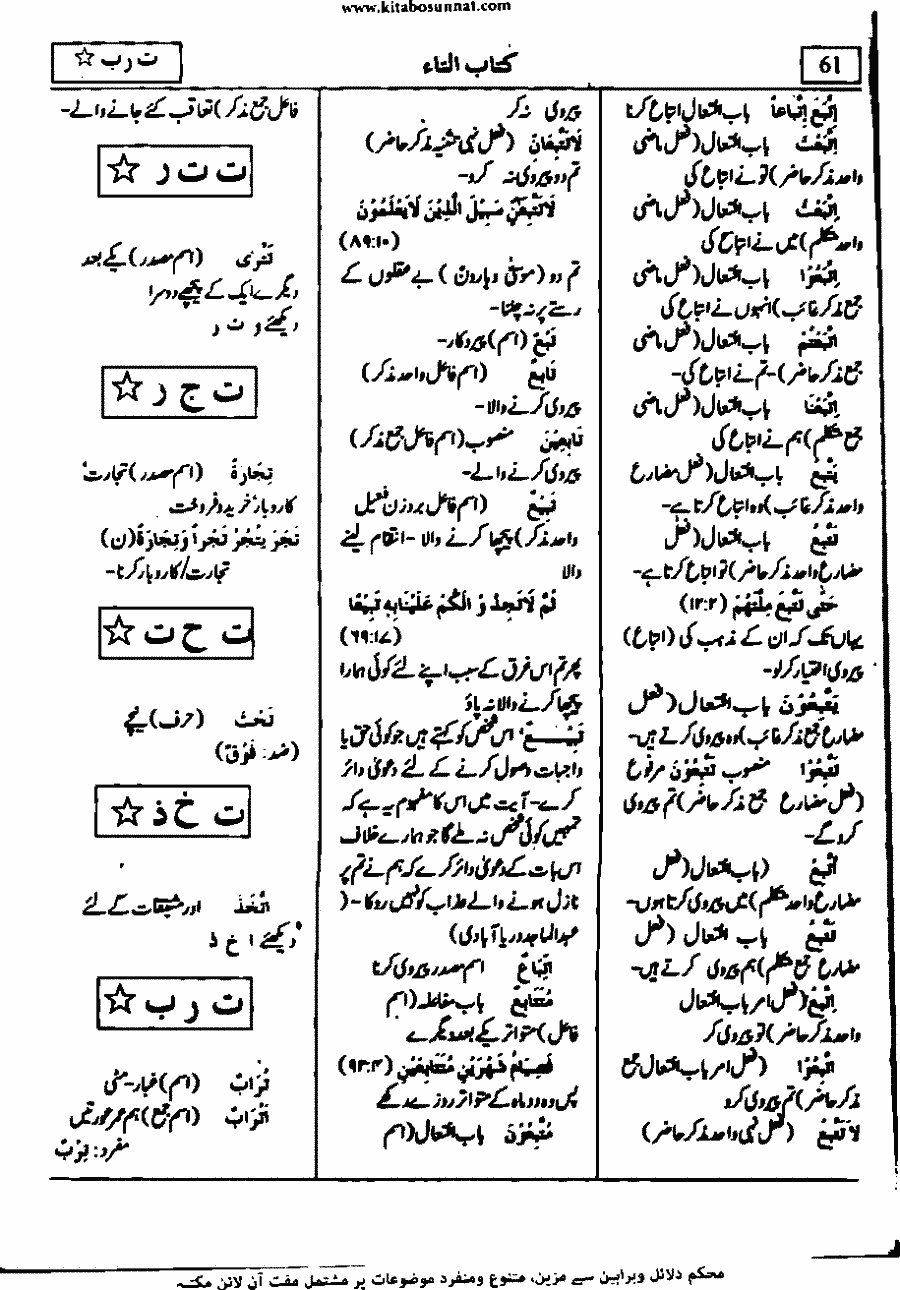 www.kitabosunnat.com
61
کتاب التاء
ت ر ب ☆
اِتَّبَعَ اِتِّبَاعاً باب افتعال اتباع کرنا
اِتَّبَعْتَ باب افتعال (فعل ماضی
واحد مذکر حاضر) تو نے اتباع کی
اِتَّبَعْتُ باب افتعال (فعل ماضی
واحد متکلم) میں نے اتباع کی
اِتَّبَعُوْا باب افتعال (فعل ماضی
جمع مذکر غائب) انہوں نے اتباع کی
اِتَّبَعْتُمْ باب افتعال (فعل ماضی
جمع مذکر حاضر)۔ تم نے اتباع کی۔
اِتَّبَعْنَا باب افتعال (فعل ماضی
جمع متکلم) ہم نے اتباع کی
يَتَّبِعُ باب افتعال (فعل مضارع
واحد مذکر غائب) وہ اتباع کرتا ہے۔
تَتَّبِعُ باب افتعال (فعل
مضارع واحد مذکر حاضر) تو اتباع کرتا ہے۔
حَتّٰى تَتَّبِعَ مِلَّتَهُمْ (۱۲:۲)
یہاں تک کہ ان کے مذہب کی (اتباع)
پیروی اختیار کرلو۔
يَتَّبِعُوْنَ باب افتعال (فعل
مضارع جمع مذکر غائب) وہ پیروی کرتے ہیں۔
تَتَّبِعُوْا منصوب تَتَّبِعُوْنَ مرفوع
(فعل مضارع جمع مذکر حاضر) تم پیروی
کروگے۔
اَتَّبِعُ (باب افتعال (فعل
مضارع واحد متکلم) میں پیروی کرتا ہوں۔
نَتَّبِعُ باب افتعال (فعل
مضارع جمع متکلم) ہم پیروی کرتے ہیں۔
اِتَّبِعْ (فعل امر باب افتعال
واحد مذکر حاضر) تو پیروی کر
اِتَّبِعُوْا (فعل امر باب افتعال جمع
مذکر حاضر) تم پیروی کرو
لَا تَتَّبِعْ (فعل نہی واحد مذکر حاضر)
پیروی نہ کر
لَاتَتَّبِعَانِ (فعل نہی تثنیہ مذکر حاضر)
تم دو پیروی نہ کرو۔
لَاتَتَّبِعٰنِّ سَبِيْلَ الَّذِيْنَ لَايَعْلَمُوْنَ
(۸۹:۱۰)
تم دو (موسیٰ و ہارون) بے عقلوں کے
رستے پر نہ چلنا۔
تَبَعٌ (اسم) پیروکار۔
تَابِعٌ (اسم فاعل واحد مذکر)
پیروی کرنے والا۔
تَابِعِيْنَ منصوب (اسم فاعل جمع مذکر)
پیروی کرنے والے۔
تَبِيْعٌ (اسم فاعل بروزن فعیل
واحد مذکر) پیچھا کرنے والا۔ انتقام لینے
والا
ثُمَّ لَاتَجِدُ وْ الَكُمْ عَلَيْنَابِهٖ تَبِيْعًا
(۶۹:۱۷)
پھر تم اس فرق کے سبب اپنے لئے کوئی ہمارا
پیچھا کرنے والا نہ پاؤ
تَبِیْـــعٌ اس شخص کو کہتے ہیں جو کوئی حق یا
واجبات وصول کرنے کے لئے دعویٰ دائر
کرے۔ آیت میں اس کا مفہوم یہ ہے کہ
تمہیں کوئی شخص نہ ملے گا جو ہمارے خلاف
اس بات کے دعویٰ دائر کرے کہ ہم نے تم پر
نازل ہونے والے عذاب کو نہیں روکا۔ (
عبدالماجد دریا آبادی)
اِتِّبَاعٌ اسم مصدر پیروی کرنا
مُتَتَابِعٌ باب مفاعلہ (اسم
فاعل) متواتر یکے بعد دیگرے
فَصِيَامُ شَهْرَيْنِ مُتَتَابِعَيْنِ (۹۲:۴)
پس وہ دو ماہ کے متواتر روزے رکھے
مُتَّبِعُوْنَ باب افتعال (اسم
فاعل جمع مذکر) تعاقب کئے جانے والے۔
ت ت ر ☆
تَتْرٰى (اسم مصدر) یکے بعد
دیگرے ایک کے پیچھے دوسرا
دیکھئے و ت ر
ت ج ر ☆
تِجَارَةٌ (اسم مصدر) تجارت
کاروبار خرید و فروخت
تَجَرَ يَتْجُرُ تَجْراً وَتِجَارَةً (ن)
تجارت/کاروبار کرنا۔
ت ح ت ☆
تَحْتَ (حرف) نیچے
(ضد: فَوْقَ)
ت خ ذ ☆
اِتَّخَذَ اور مشتقات کے لئے
دیکھئے ا خ ذ
ت ر ب ☆
تُرَابٌ (اسم) غبار۔ مٹی
اَتْرَابٌ (اسم جمع) ہم عمر عورتیں
مفرد: تِرْبٌ
محکم دلائل وبراہین سے مزین، متنوع ومنفرد موضوعات پر مشتمل مفت آن لائن مکتبہ